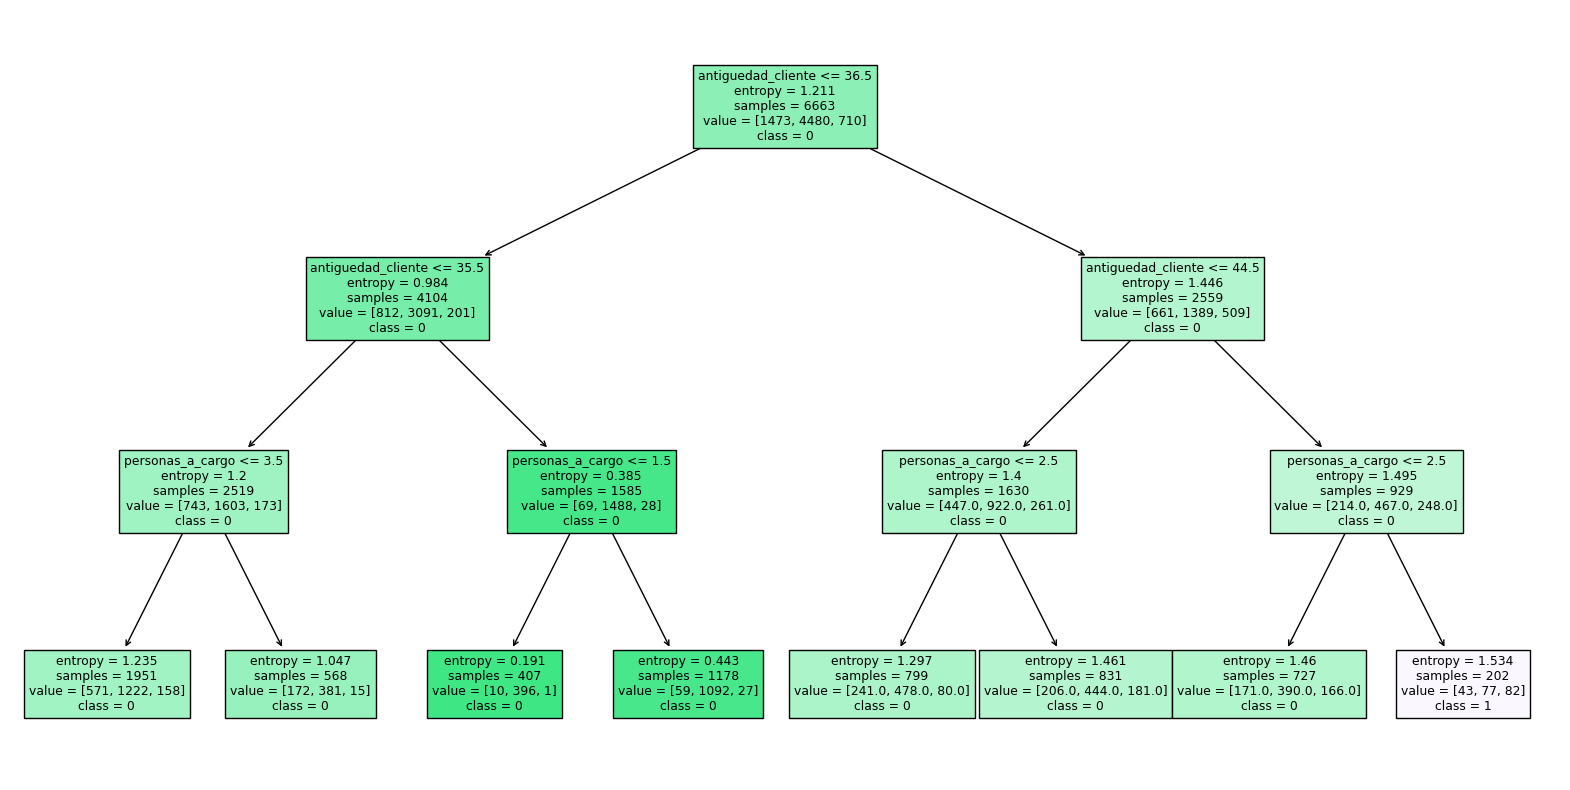 antiguedad_cliente <= 36.5
entropy = 1.211
samples = 6663
value = [1473, 4480, 710]
class = 0
antiguedad_cliente <= 35.5
entropy = 0.984
samples = 4104
value = [812, 3091, 201]
class = 0
antiguedad_cliente <= 44.5
entropy = 1.446
samples = 2559
value = [661, 1389, 509]
class = 0
personas_a_cargo <= 3.5
entropy = 1.2
samples = 2519
value = [743, 1603, 173]
class = 0
personas_a_cargo <= 1.5
entropy = 0.385
samples = 1585
value = [69, 1488, 28]
class = 0
personas_a_cargo <= 2.5
entropy = 1.4
samples = 1630
value = [447.0, 922.0, 261.0]
class = 0
personas_a_cargo <= 2.5
entropy = 1.495
samples = 929
value = [214.0, 467.0, 248.0]
class = 0
entropy = 1.235
samples = 1951
value = [571, 1222, 158]
class = 0
entropy = 1.047
samples = 568
value = [172, 381, 15]
class = 0
entropy = 0.191
samples = 407
value = [10, 396, 1]
class = 0
entropy = 0.443
samples = 1178
value = [59, 1092, 27]
class = 0
entropy = 1.297
samples = 799
value = [241.0, 478.0, 80.0]
class = 0
entropy = 1.461
samples = 831
value = [206.0, 444.0, 181.0]
class = 0
entropy = 1.46
samples = 727
value = [171.0, 390.0, 166.0]
class = 0
entropy = 1.534
samples = 202
value = [43, 77, 82]
class = 1